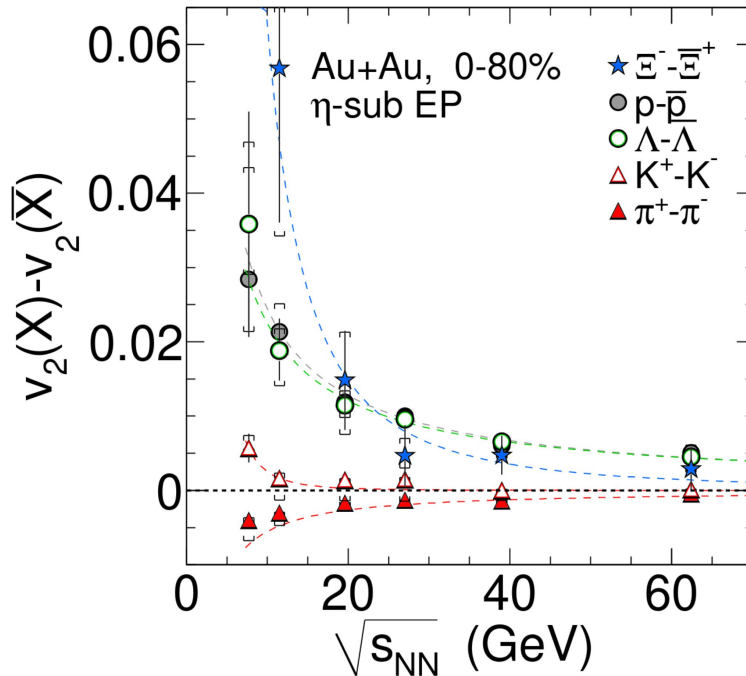 0.06
0.04
0.02
0
v₂(X)-v₂(X̅)
Au+Au, 0-80%
η-sub EP
Ξ⁻-Ξ̅⁺
p-p̅
Λ-Λ̅
K⁺-K⁻
π⁺-π⁻
0 20 40 60
√sNN (GeV)